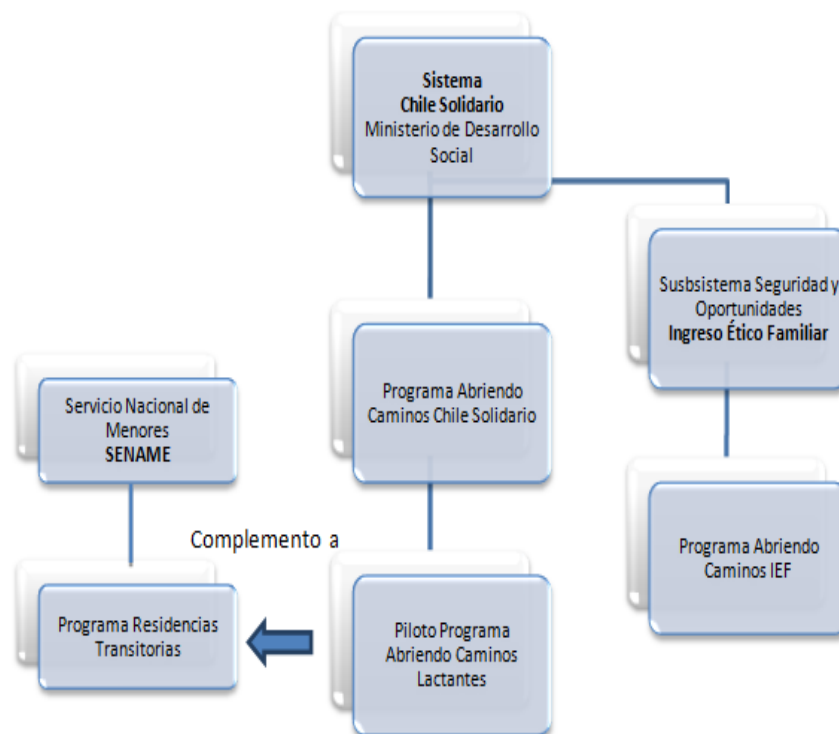 Sistema
Chile Solidario
Ministerio de Desarrollo
Social
Susbsistema Seguridad y
Oportunidades
Ingreso Ético Familiar
Programa Abriendo
Caminos Chile Solidario
Servicio Nacional de
Menores
SENAME
Complemento a
Programa Abriendo
Caminos IEF
Programa Residencias
Transitorias
Piloto Programa
Abriendo Caminos
Lactantes